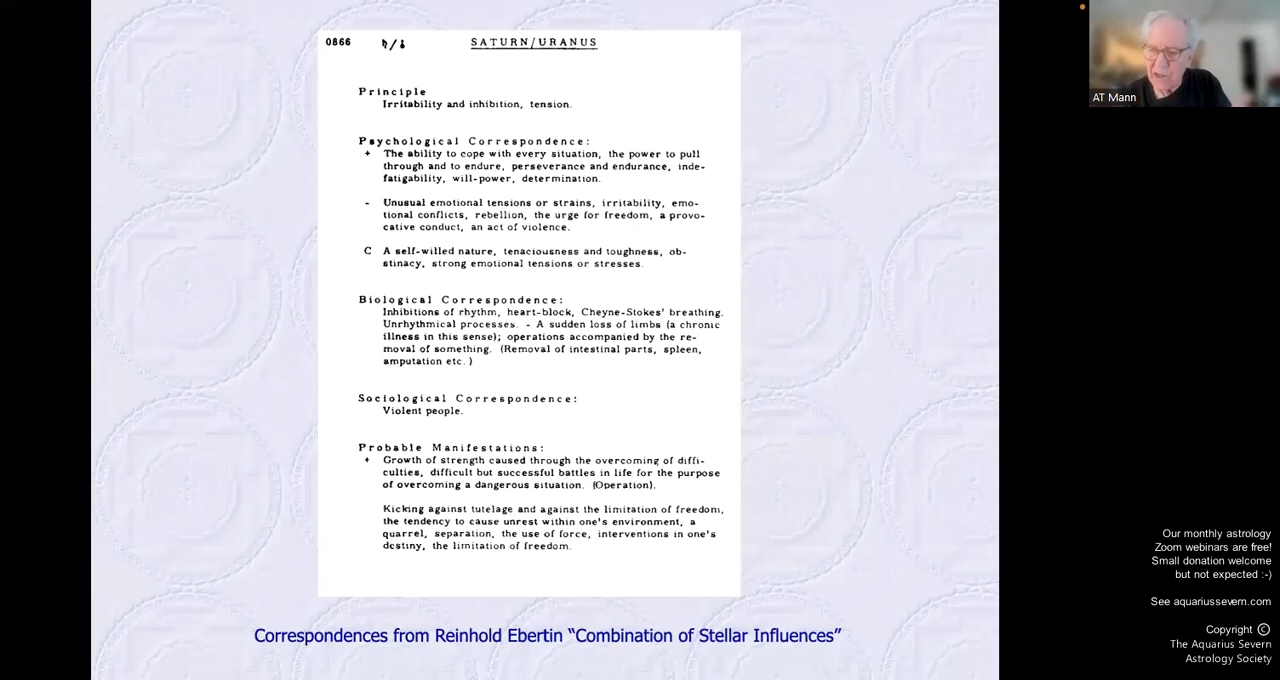 0866 ♄/♅ SATURN/URANUS
Principle
Irritability and inhibition, tension.
Psychological Correspondence:
+ The ability to cope with every situation, the power to pull
through and to endure, perseverance and endurance, inde-
fatigability, will-power, determination.
- Unusual emotional tensions or strains, irritability, emo-
tional conflicts, rebellion, the urge for freedom, a provo-
cative conduct, an act of violence.
C A self-willed nature, tenaciousness and toughness, ob-
stinacy, strong emotional tensions or stresses.
Biological Correspondence:
Inhibitions of rhythm, heart-block, Cheyne-Stokes' breathing.
Unrhythmical processes. - A sudden loss of limbs (a chronic
illness in this sense); operations accompanied by the re-
moval of something. (Removal of intestinal parts, spleen,
amputation etc.)
Sociological Correspondence:
Violent people.
Probable Manifestations:
+ Growth of strength caused through the overcoming of diffi-
culties, difficult but successful battles in life for the purpose
of overcoming a dangerous situation. (Operation).
Kicking against tutelage and against the limitation of freedom,
the tendency to cause unrest within one's environment, a
quarrel, separation, the use of force, interventions in one's
destiny, the limitation of freedom.
Correspondences from Reinhold Ebertin “Combination of Stellar Influences”
AT Mann
Our monthly astrology
Zoom webinars are free!
Small donation welcome
but not expected :-)
See aquariussevern.com
Copyright ©
The Aquarius Severn
Astrology Society